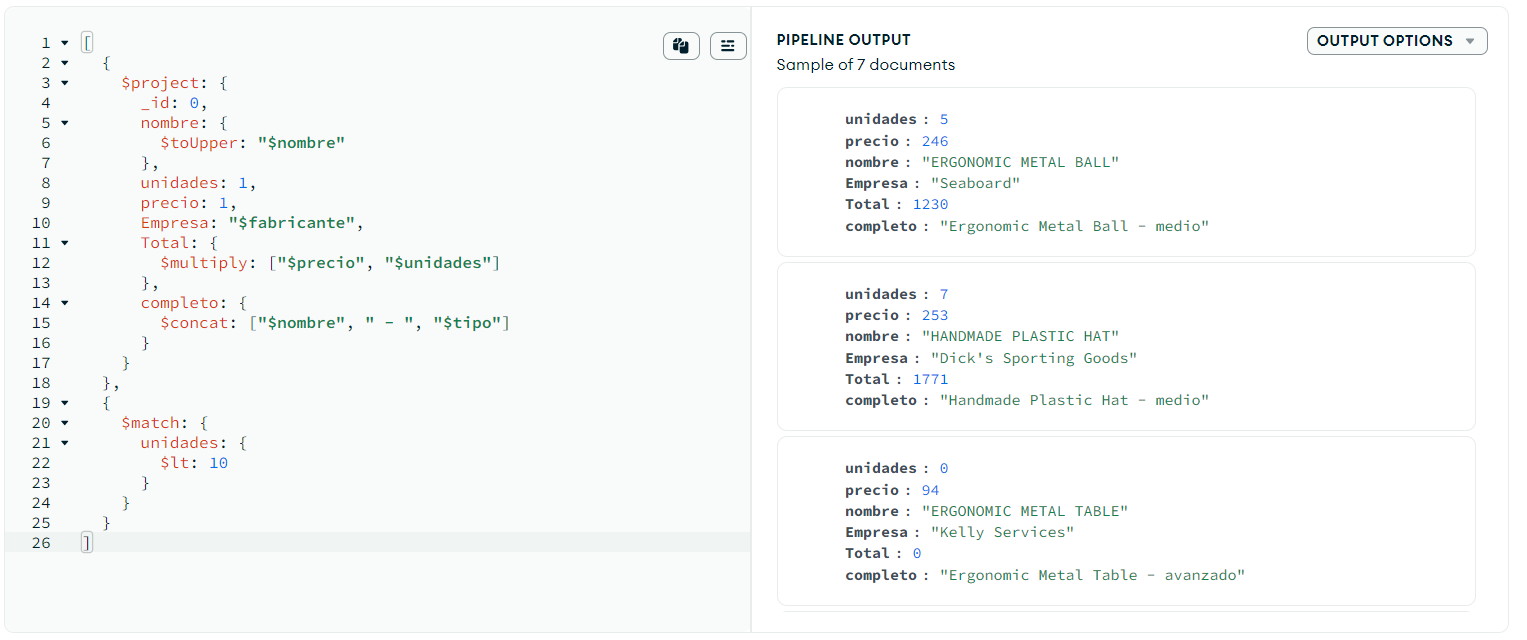 1 [
2 {
3 $project: {
4 _id: 0,
5 nombre: {
6 $toUpper: "$nombre"
7 },
8 unidades: 1,
9 precio: 1,
10 Empresa: "$fabricante",
11 Total: {
12 $multiply: ["$precio", "$unidades"]
13 },
14 completo: {
15 $concat: ["$nombre", " - ", "$tipo"]
16 }
17 }
18 },
19 {
20 $match: {
21 unidades: {
22 $lt: 10
23 }
24 }
25 }
26 ]
PIPELINE OUTPUT
Sample of 7 documents
OUTPUT OPTIONS
unidades : 5
precio : 246
nombre : "ERGONOMIC METAL BALL"
Empresa : "Seaboard"
Total : 1230
completo : "Ergonomic Metal Ball - medio"
unidades : 7
precio : 253
nombre : "HANDMADE PLASTIC HAT"
Empresa : "Dick's Sporting Goods"
Total : 1771
completo : "Handmade Plastic Hat - medio"
unidades : 0
precio : 94
nombre : "ERGONOMIC METAL TABLE"
Empresa : "Kelly Services"
Total : 0
completo : "Ergonomic Metal Table - avanzado"